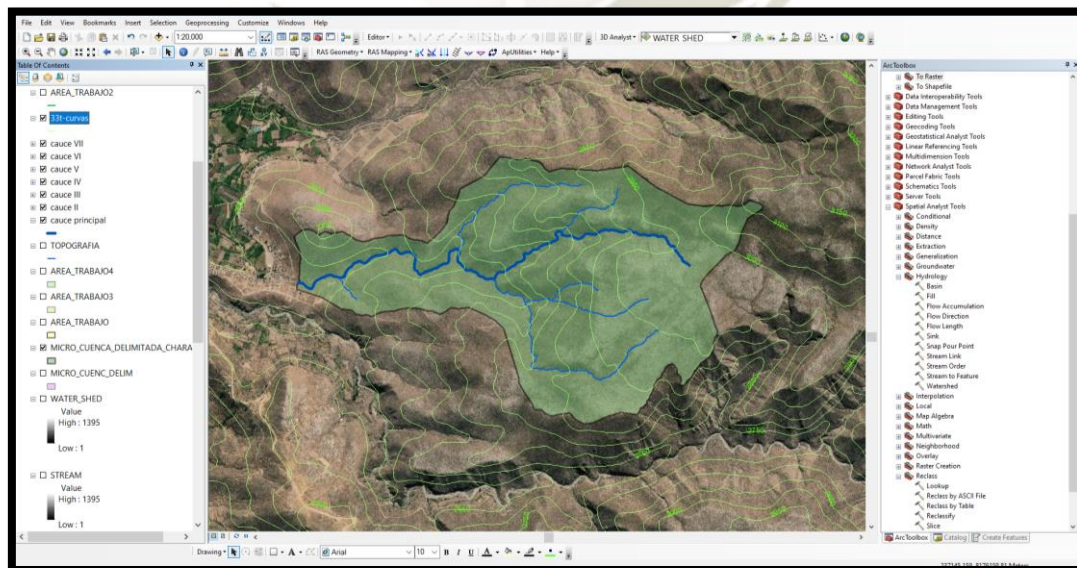 File Edit View Bookmarks Insert Selection Geoprocessing Customize Windows Help
1:20,000 Editor 3D Analyst WATER SHED
RAS Geometry RAS Mapping ApUtilities Help
Table Of Contents
AREA_TRABAJO2
33t-curvas
cauce VII
cauce VI
cauce V
cauce IV
cauce III
cauce II
cauce principal
TOPOGRAFIA
AREA_TRABAJO4
AREA_TRABAJO3
AREA_TRABAJO
MICRO_CUENCA_DELIMITADA_CHARA
MICRO_CUENC_DELIM
WATER_SHED
Value
High : 1395
Low : 1
STREAM
Value
High : 1395
Low : 1
ArcToolbox
To Raster
To Shapefile
Data Interoperability Tools
Data Management Tools
Editing Tools
Geocoding Tools
Geostatistical Analyst Tools
Linear Referencing Tools
Multidimension Tools
Network Analyst Tools
Parcel Fabric Tools
Schematics Tools
Server Tools
Spatial Analyst Tools
Conditional
Density
Distance
Extraction
Generalization
Groundwater
Hydrology
Basin
Fill
Flow Accumulation
Flow Direction
Flow Length
Sink
Snap Pour Point
Stream Link
Stream Order
Stream to Feature
Watershed
Interpolation
Local
Map Algebra
Math
Multivariate
Neighborhood
Overlay
Raster Creation
Reclass
Lookup
Reclass by ASCII File
Reclass by Table
Reclassify
Slice
ArcToolbox Catalog Create Features
Drawing A Arial 10 B I U A